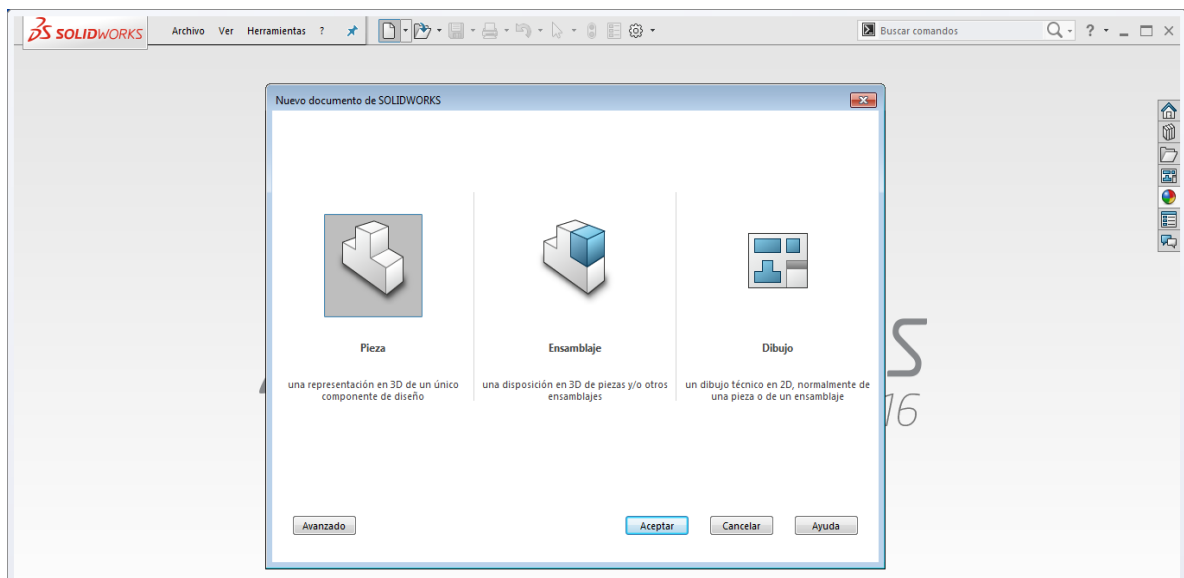 SOLIDWORKS Archivo Ver Herramientas ? Buscar comandos ?
Nuevo documento de SOLIDWORKS
Pieza
una representación en 3D de un único
componente de diseño
Ensamblaje
una disposición en 3D de piezas y/o otros
ensamblajes
Dibujo
un dibujo técnico en 2D, normalmente de
una pieza o de un ensamblaje
S
16
Avanzado Aceptar Cancelar Ayuda